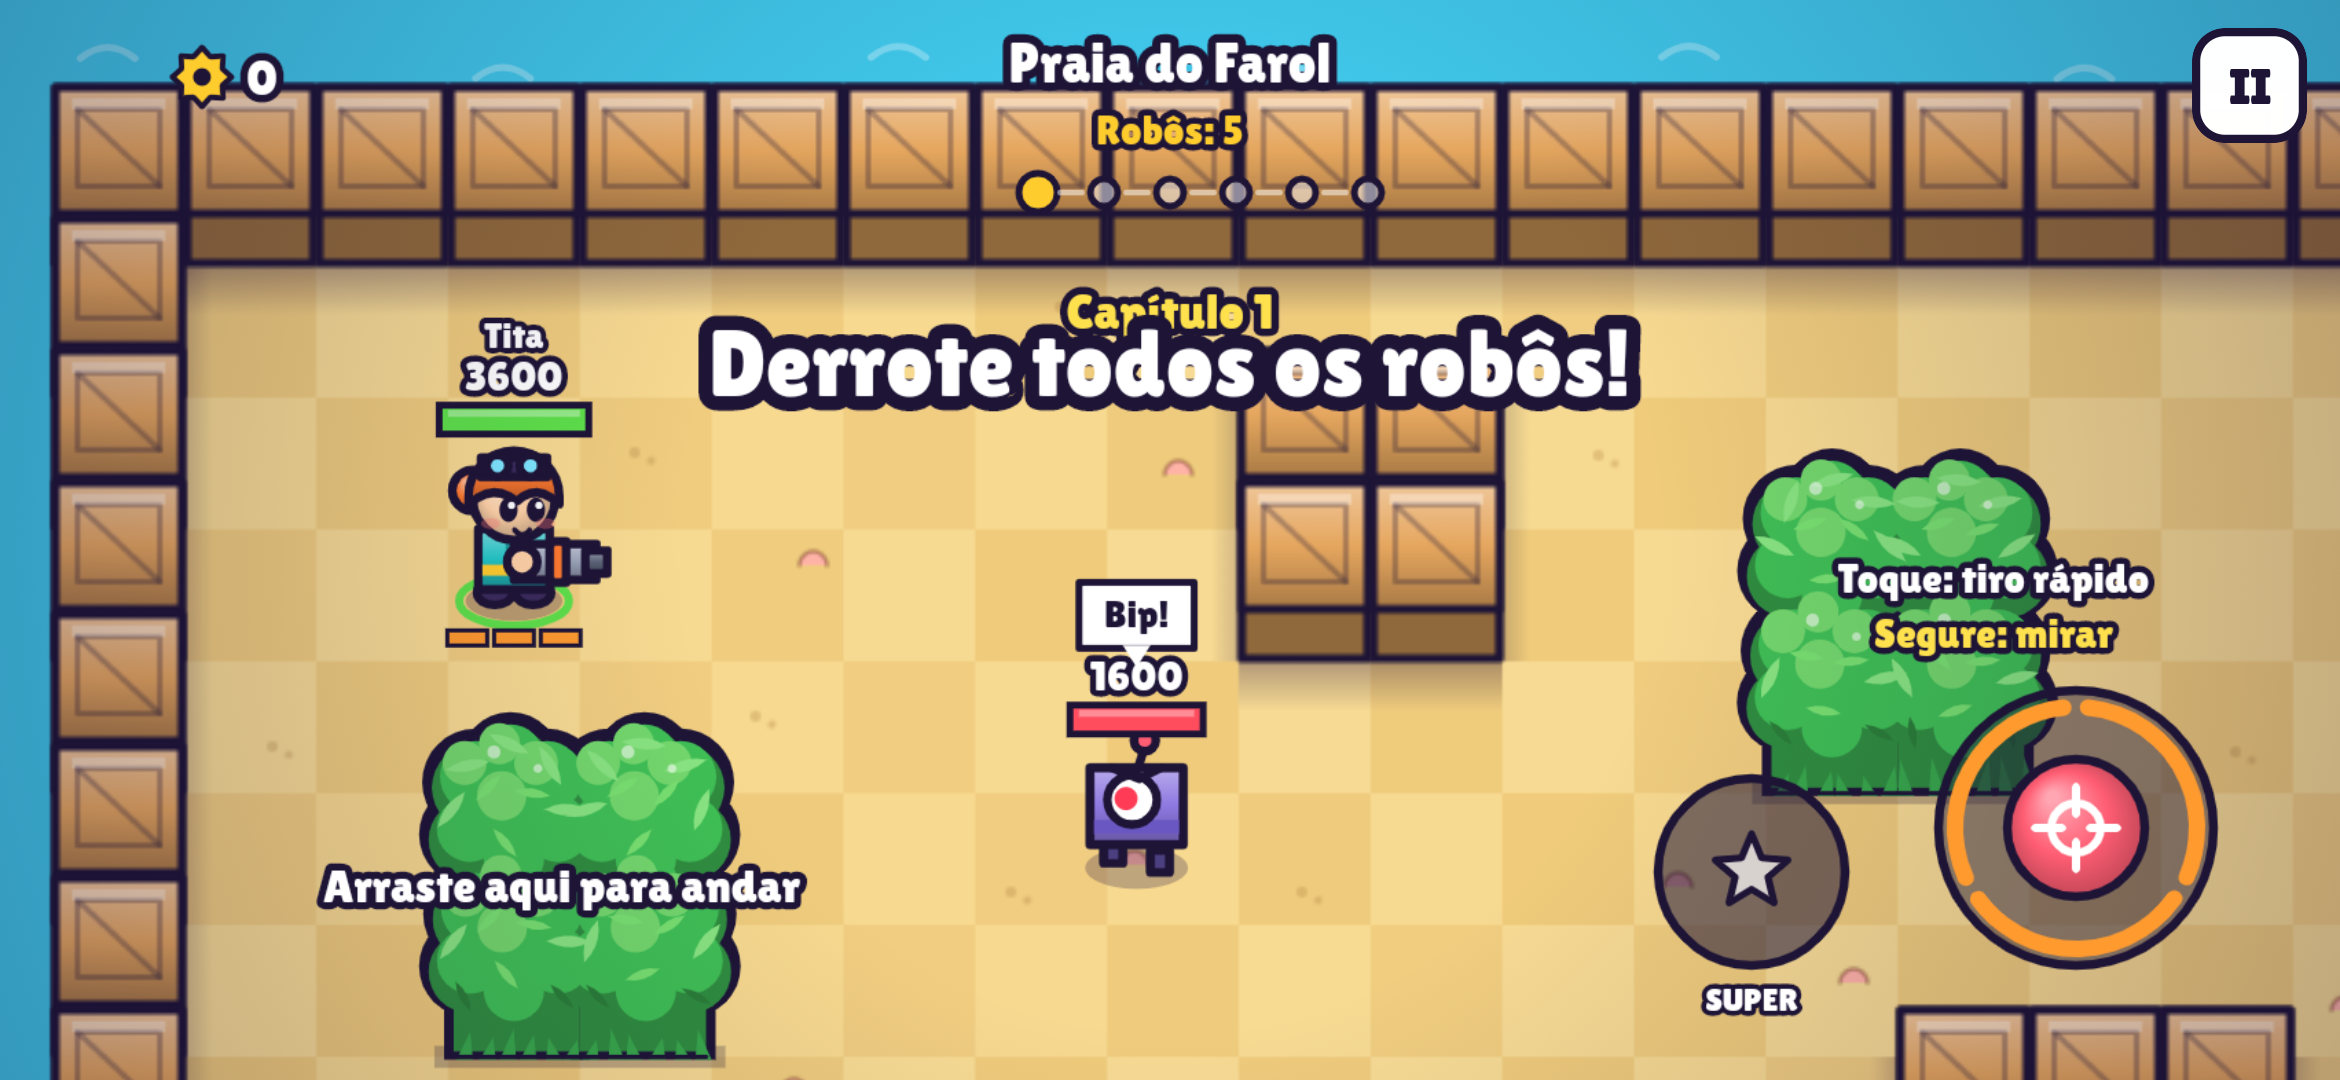 0
Praia do Farol
Robôs: 5
II
Capítulo 1
Derrote todos os robôs!
Tita
3600
Bip!
1600
Toque: tiro rápido
Segure: mirar
Arraste aqui para andar
SUPER